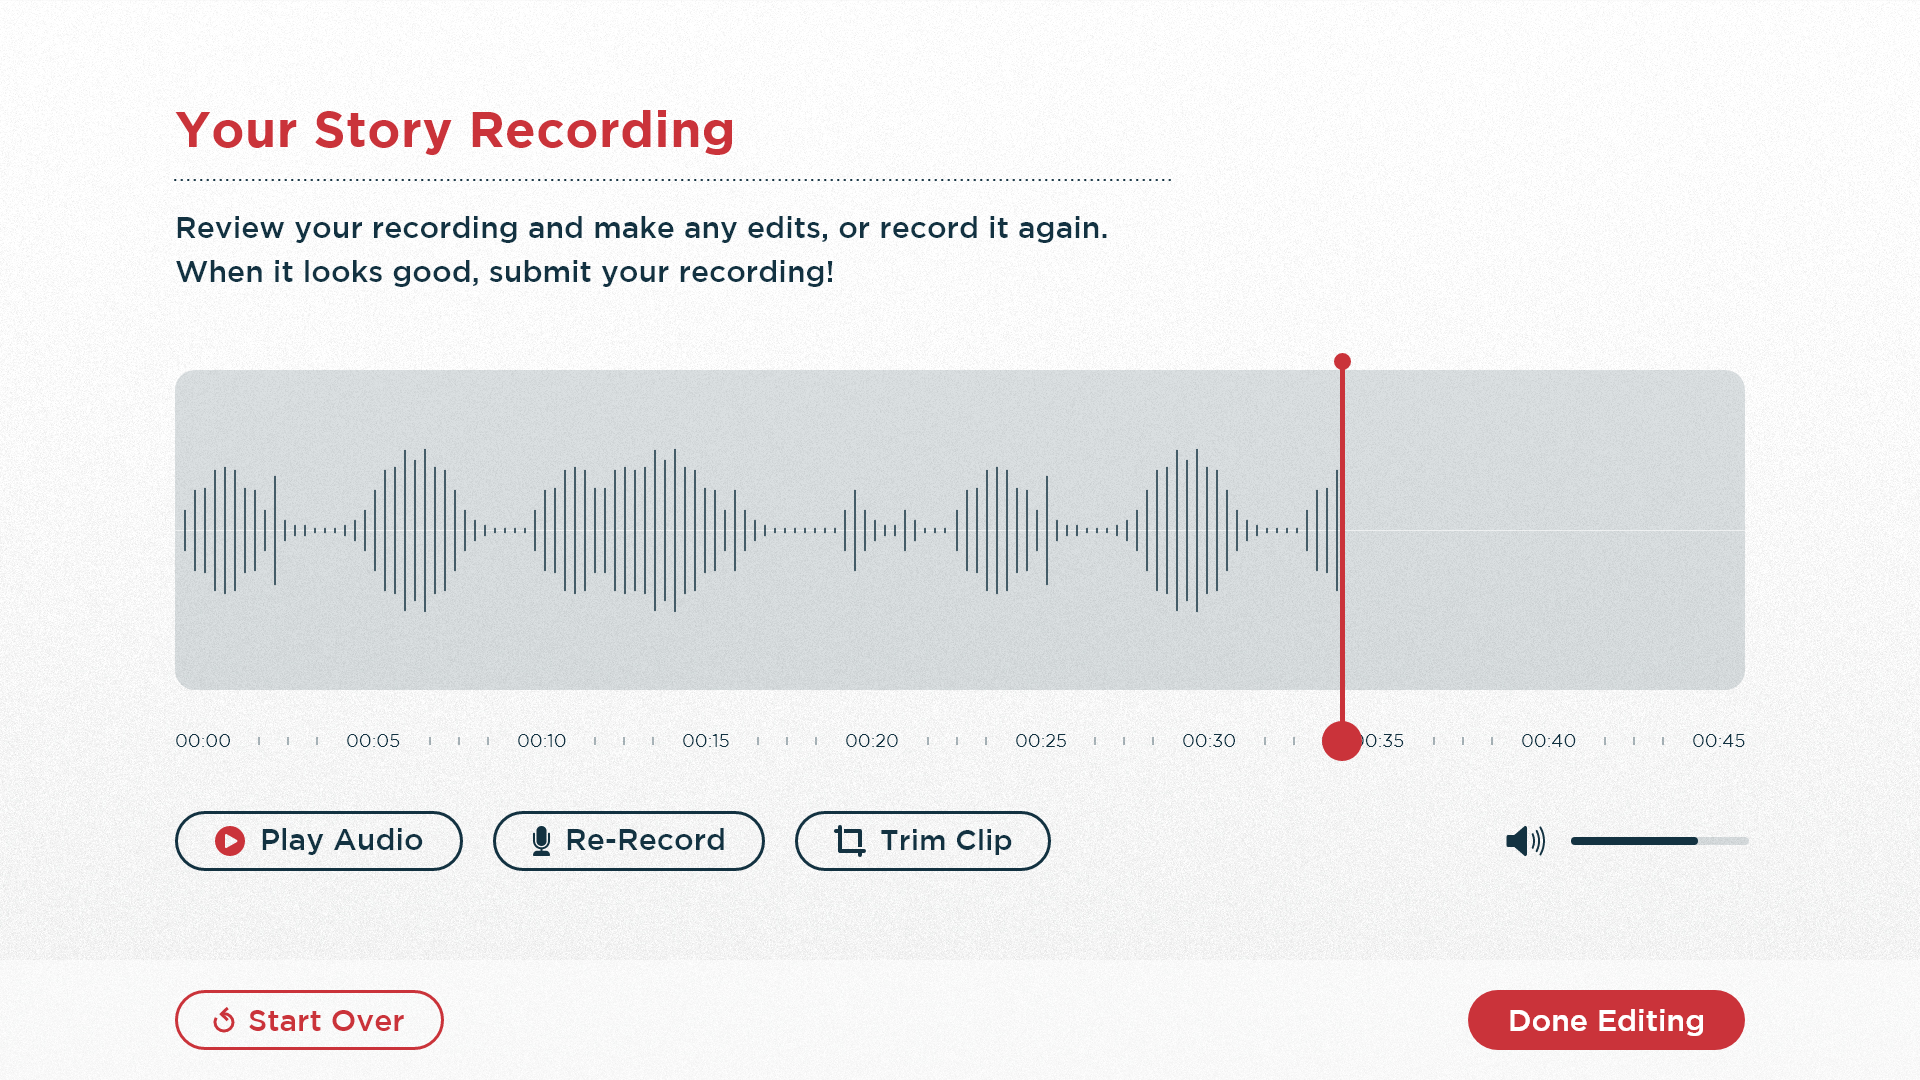 Your Story Recording
Review your recording and make any edits, or record it again.
When it looks good, submit your recording!
00:00 00:05 00:10 00:15 00:20 00:25 00:30 0:35 00:40 00:45
Play Audio Re-Record Trim Clip
Start Over Done Editing